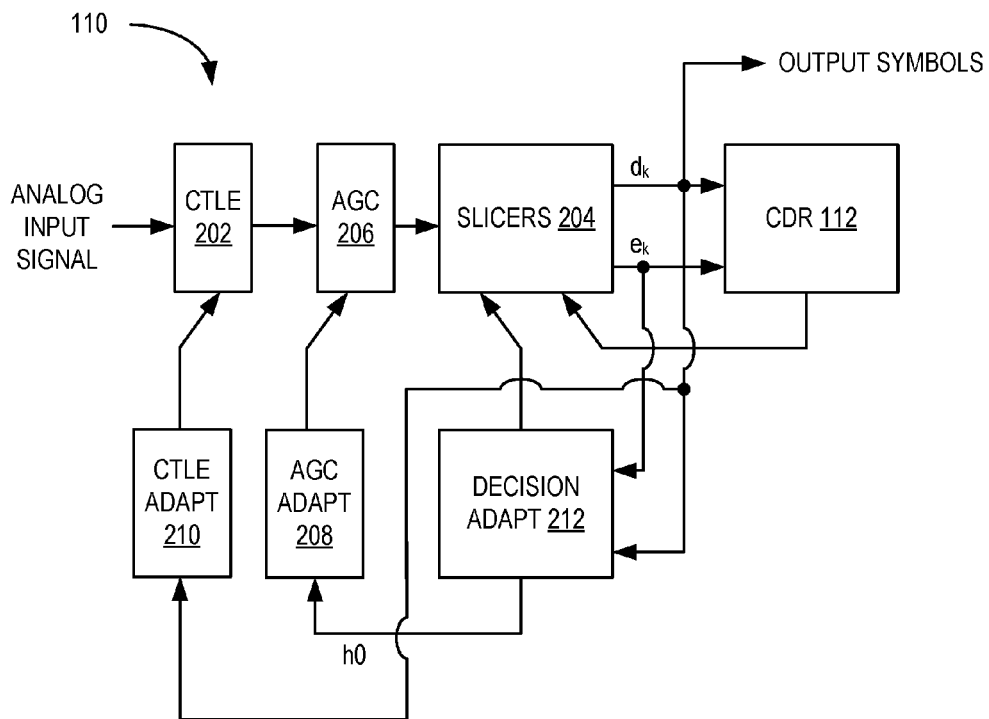 110
OUTPUT SYMBOLS
ANALOG
INPUT
SIGNAL
CTLE
202
AGC
206
SLICERS 204
dk
ek
CDR 112
CTLE
ADAPT
210
AGC
ADAPT
208
DECISION
ADAPT 212
h0